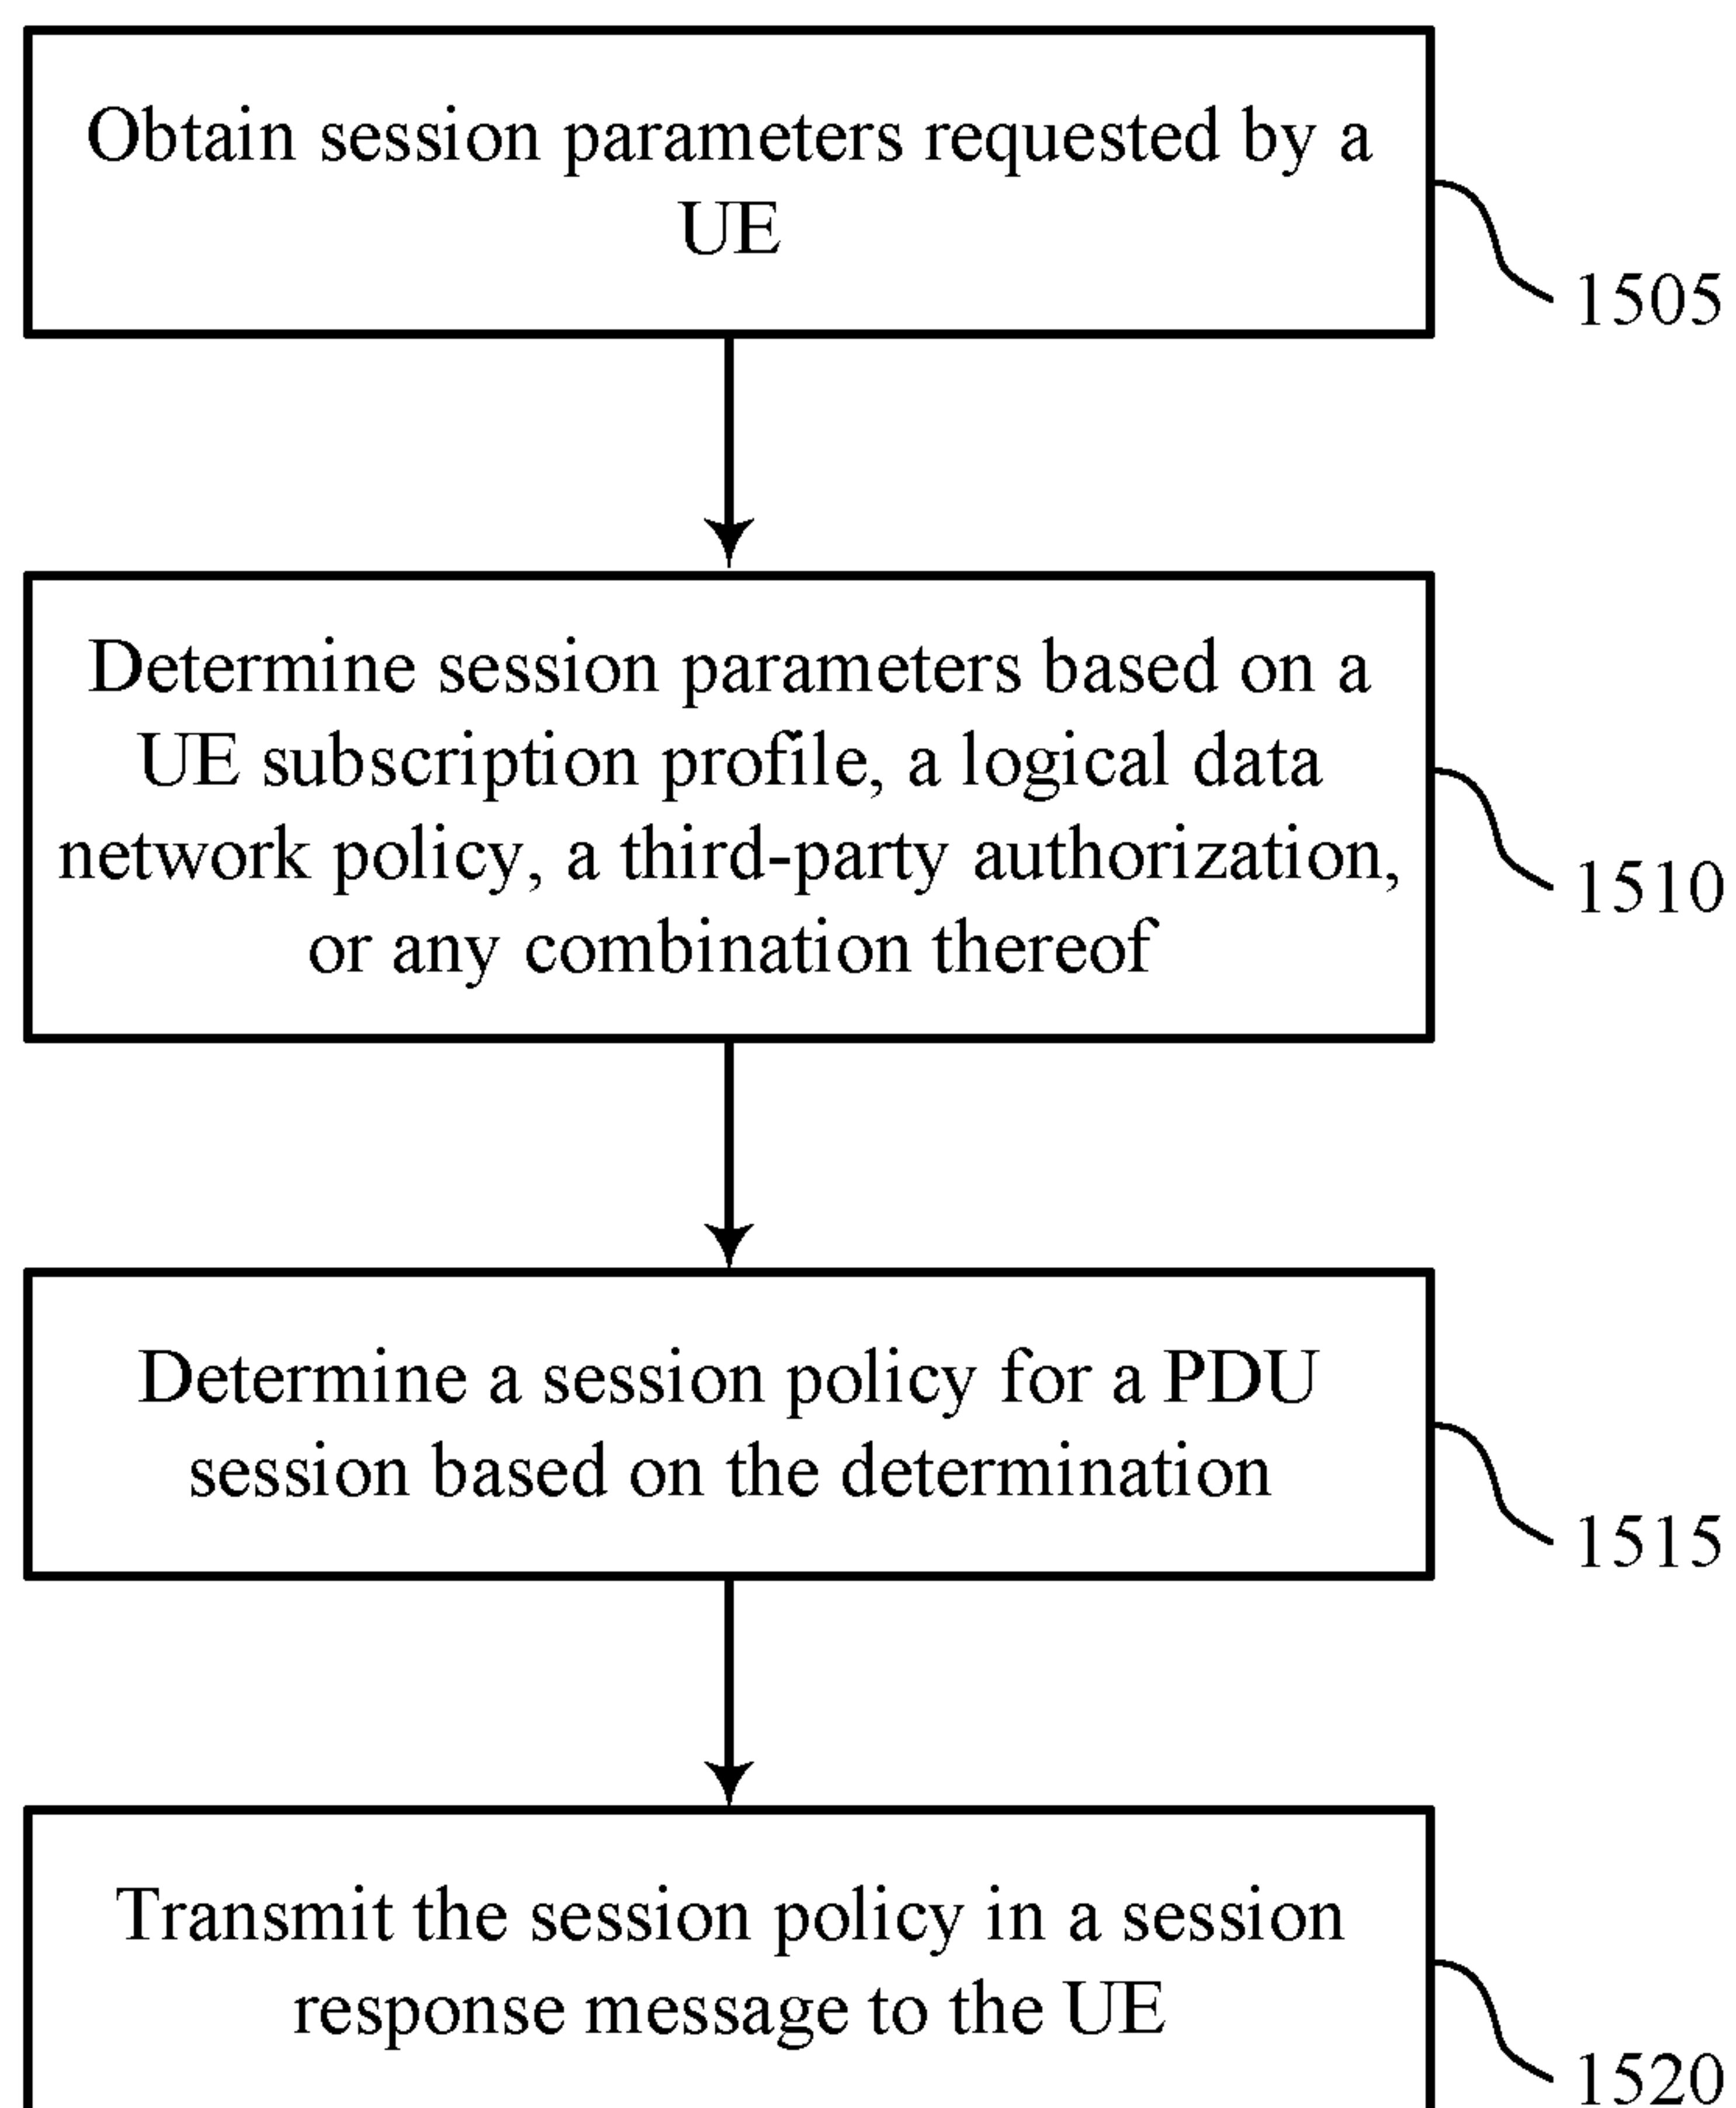 Obtain session parameters requested by a
UE
1505
Determine session parameters based on a
UE subscription profile, a logical data
network policy, a third-party authorization,
or any combination thereof
1510
Determine a session policy for a PDU
session based on the determination
1515
Transmit the session policy in a session
response message to the UE
1520